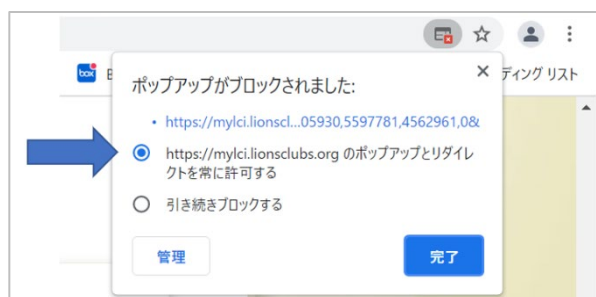 box
ポップアップがブロックされました:
ディング リスト
• https://mylci.lionscl...05930,5597781,4562961,0&
https://mylci.lionsclubs.org のポップアップとリダイレ
クトを常に許可する
引き続きブロックする
管理
完了